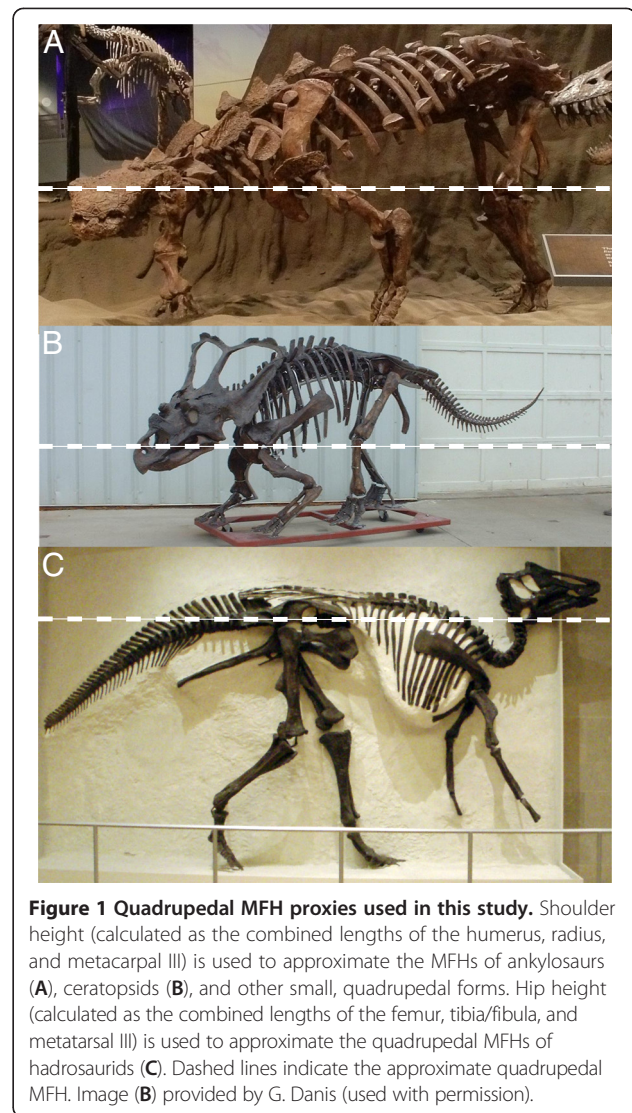 A
B
C
Figure 1 Quadrupedal MFH proxies used in this study. Shoulder
height (calculated as the combined lengths of the humerus, radius,
and metacarpal III) is used to approximate the MFHs of ankylosaurs
(A), ceratopsids (B), and other small, quadrupedal forms. Hip height
(calculated as the combined lengths of the femur, tibia/fibula, and
metatarsal III) is used to approximate the quadrupedal MFHs of
hadrosaurids (C). Dashed lines indicate the approximate quadrupedal
MFH. Image (B) provided by G. Danis (used with permission).